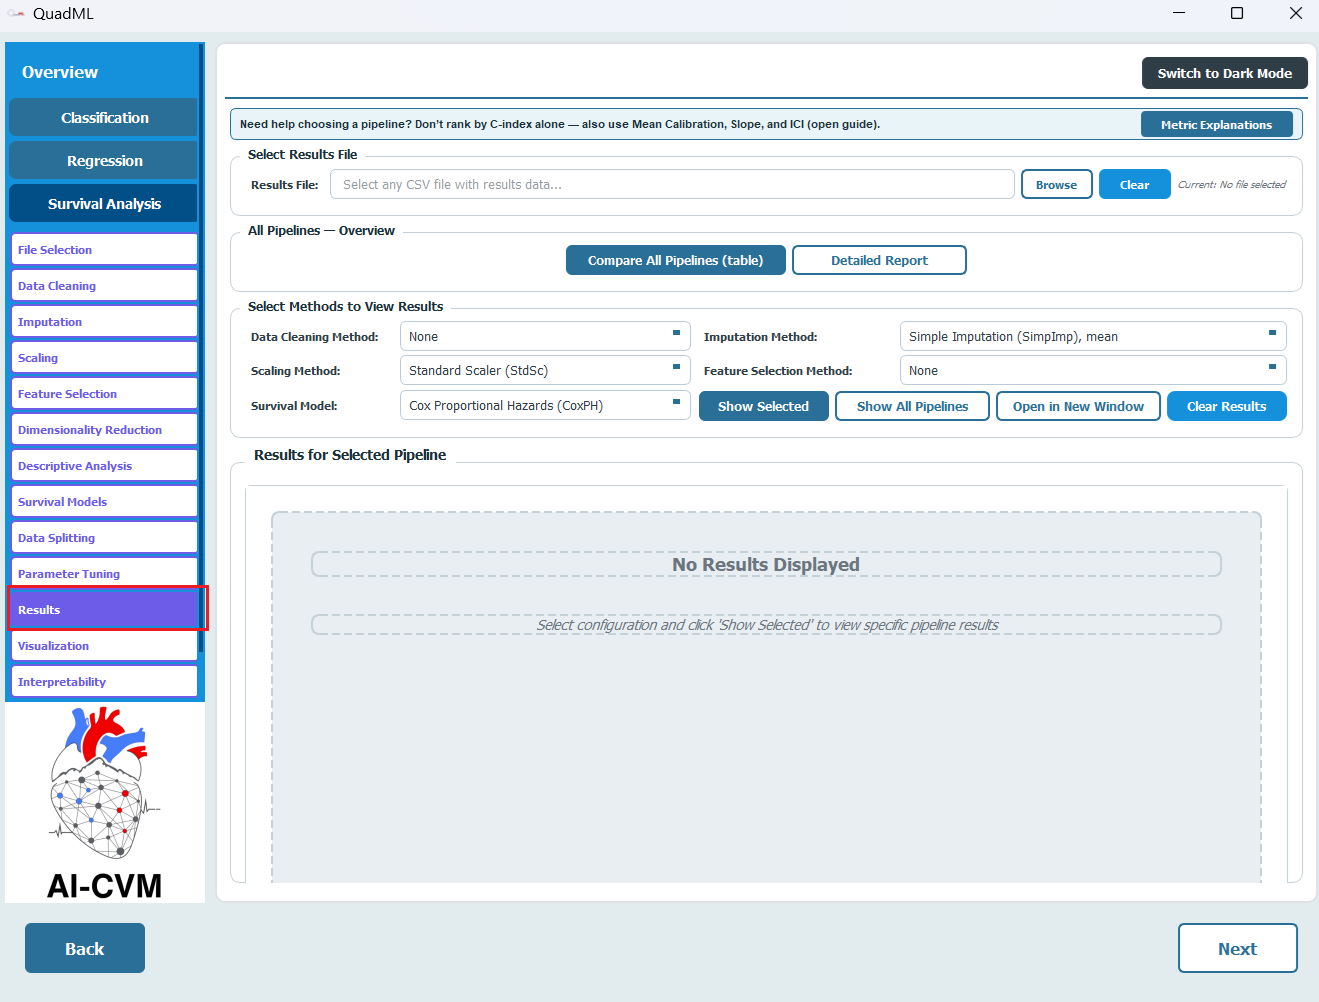 QuadML
Overview
Classification
Regression
Survival Analysis
File Selection
Data Cleaning
Imputation
Scaling
Feature Selection
Dimensionality Reduction
Descriptive Analysis
Survival Models
Data Splitting
Parameter Tuning
Results
Visualization
Interpretability
AI-CVM
Switch to Dark Mode
Need help choosing a pipeline? Don't rank by C-index alone — also use Mean Calibration, Slope, and ICI (open guide).
Metric Explanations
Select Results File
Results File: Select any CSV file with results data... Browse Clear Current: No file selected
All Pipelines — Overview
Compare All Pipelines (table) Detailed Report
Select Methods to View Results
Data Cleaning Method: None Imputation Method: Simple Imputation (SimpImp), mean
Scaling Method: Standard Scaler (StdSc) Feature Selection Method: None
Survival Model: Cox Proportional Hazards (CoxPH) Show Selected Show All Pipelines Open in New Window Clear Results
Results for Selected Pipeline
No Results Displayed
Select configuration and click 'Show Selected' to view specific pipeline results
Back Next